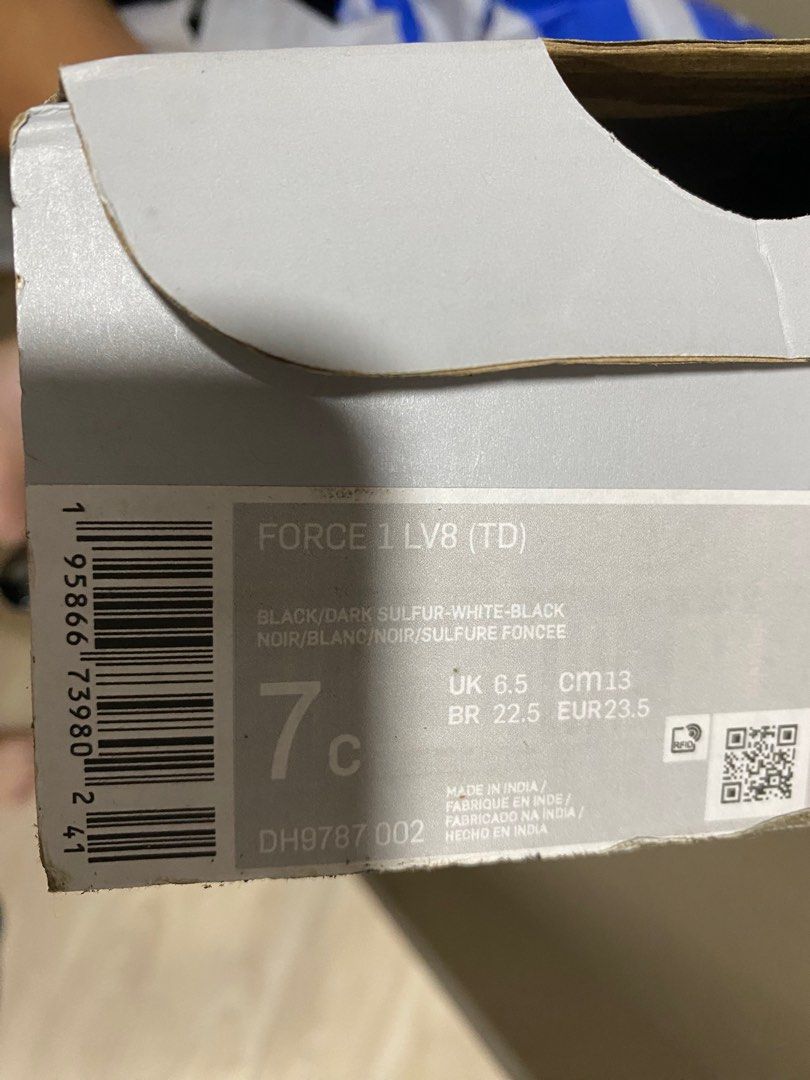 FORCE 1 LV8 (TD)
BLACK/DARK SULFUR-WHITE-BLACK
NOIR/BLANC/NOIR/SULFURE FONCEE
7 C
UK 6.5 cm 13
BR 22.5 EUR 23.5
RFID
MADE IN INDIA /
FABRIQUE EN INDE /
FABRICADO NA INDIA /
HECHO EN INDIA
DH9787 002
1 95866 73980 2 41